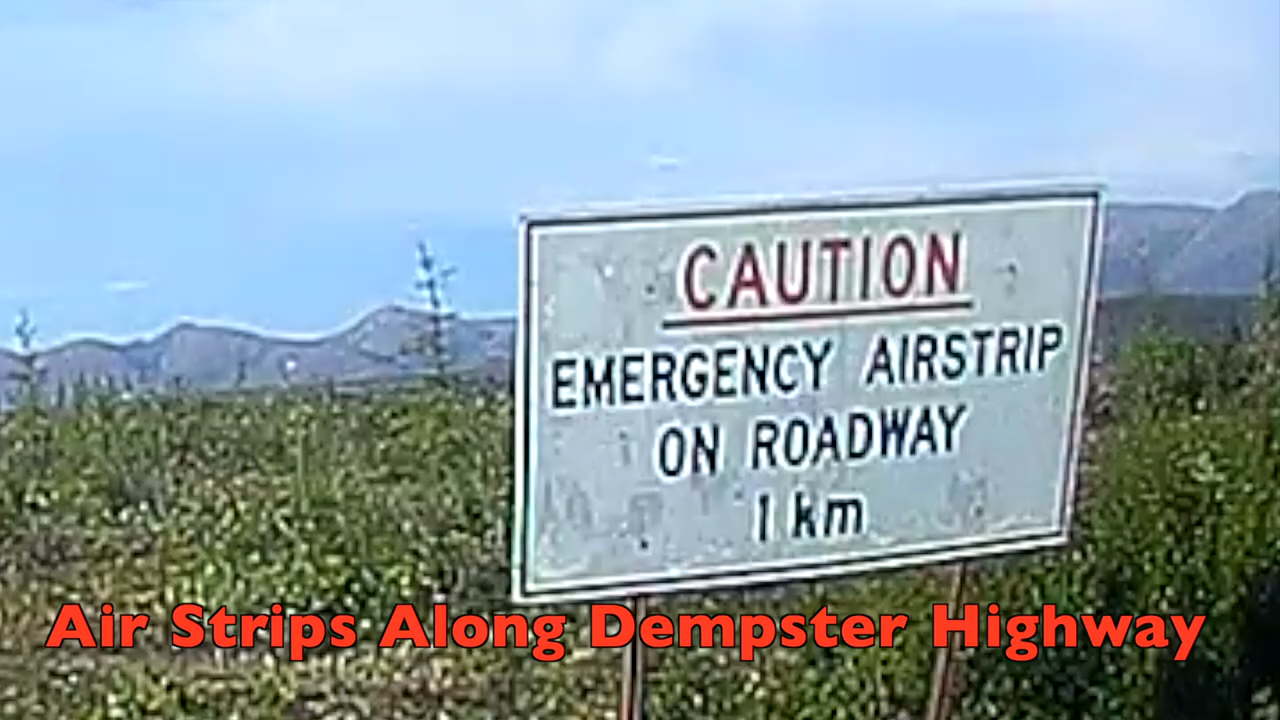 CAUTION
EMERGENCY AIRSTRIP
ON ROADWAY
1 km
Air Strips Along Dempster Highway